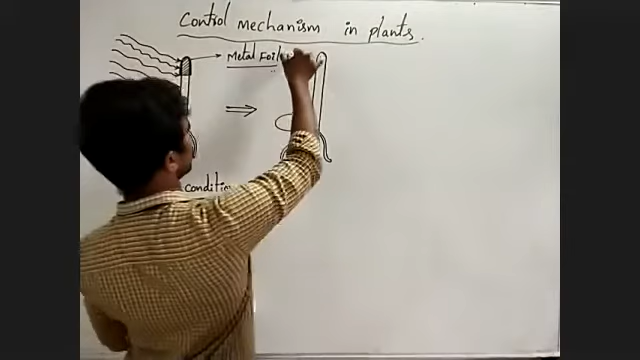 Control mechanism in plants.
Metal Foil
condition